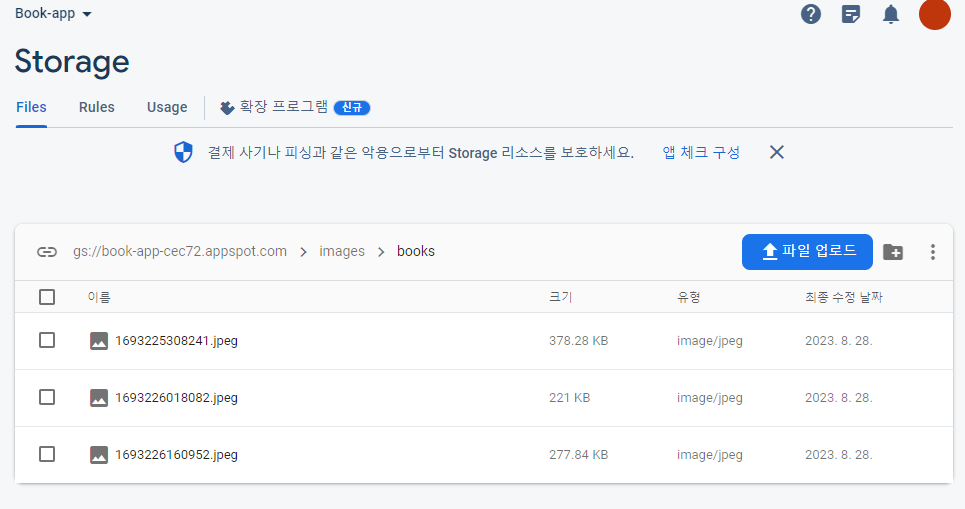 Book-app
Storage
Files Rules Usage 확장 프로그램 신규
결제 사기나 피싱과 같은 악용으로부터 Storage 리소스를 보호하세요. 앱 체크 구성
gs://book-app-cec72.appspot.com > images > books 파일 업로드
이름 크기 유형 최종 수정 날짜
1693225308241.jpeg 378.28 KB image/jpeg 2023. 8. 28.
1693226018082.jpeg 221 KB image/jpeg 2023. 8. 28.
1693226160952.jpeg 277.84 KB image/jpeg 2023. 8. 28.